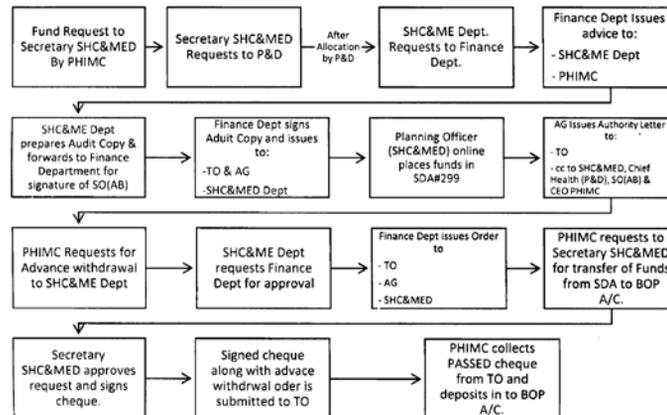 Fund Request to
Secretary SHC&MED
By PHIMC
Secretary SHC&MED
Requests to P&D
After
Allocation
by P&D
SHC&ME Dept.
Requests to Finance
Dept.
Finance Dept Issues
advice to:
- SHC&ME Dept
- PHIMC
SHC&ME Dept
prepares Audit Copy &
forwards to Finance
Department for
signature of SO(AB)
Finance Dept signs
Aduit Copy and issues
to:
-TO & AG
-SHC&MED Dept
Planning Officer
(SHC&MED) online
places funds in
SDA#299
AG Issues Authority Letter
to:
- TO
- cc to SHC&MED, Chief
Health (P&D), SO(AB) &
CEO PHIMC
PHIMC Requests for
Advance withdrawal
to SHC&ME Dept
SHC&ME Dept
requests Finance
Dept for approval
Finance Dept issues Order
to
- TO
- AG
- SHC&MED
PHIMC requests to
Secretary SHC&MED
for transfer of Funds
from SDA to BOP
A/C.
Secretary
SHC&MED approves
request and signs
cheque.
Signed cheque
along with advace
withdrwal oder is
submitted to TO
PHIMC collects
PASSED cheque
from TO and
deposits in to BOP
A/C.